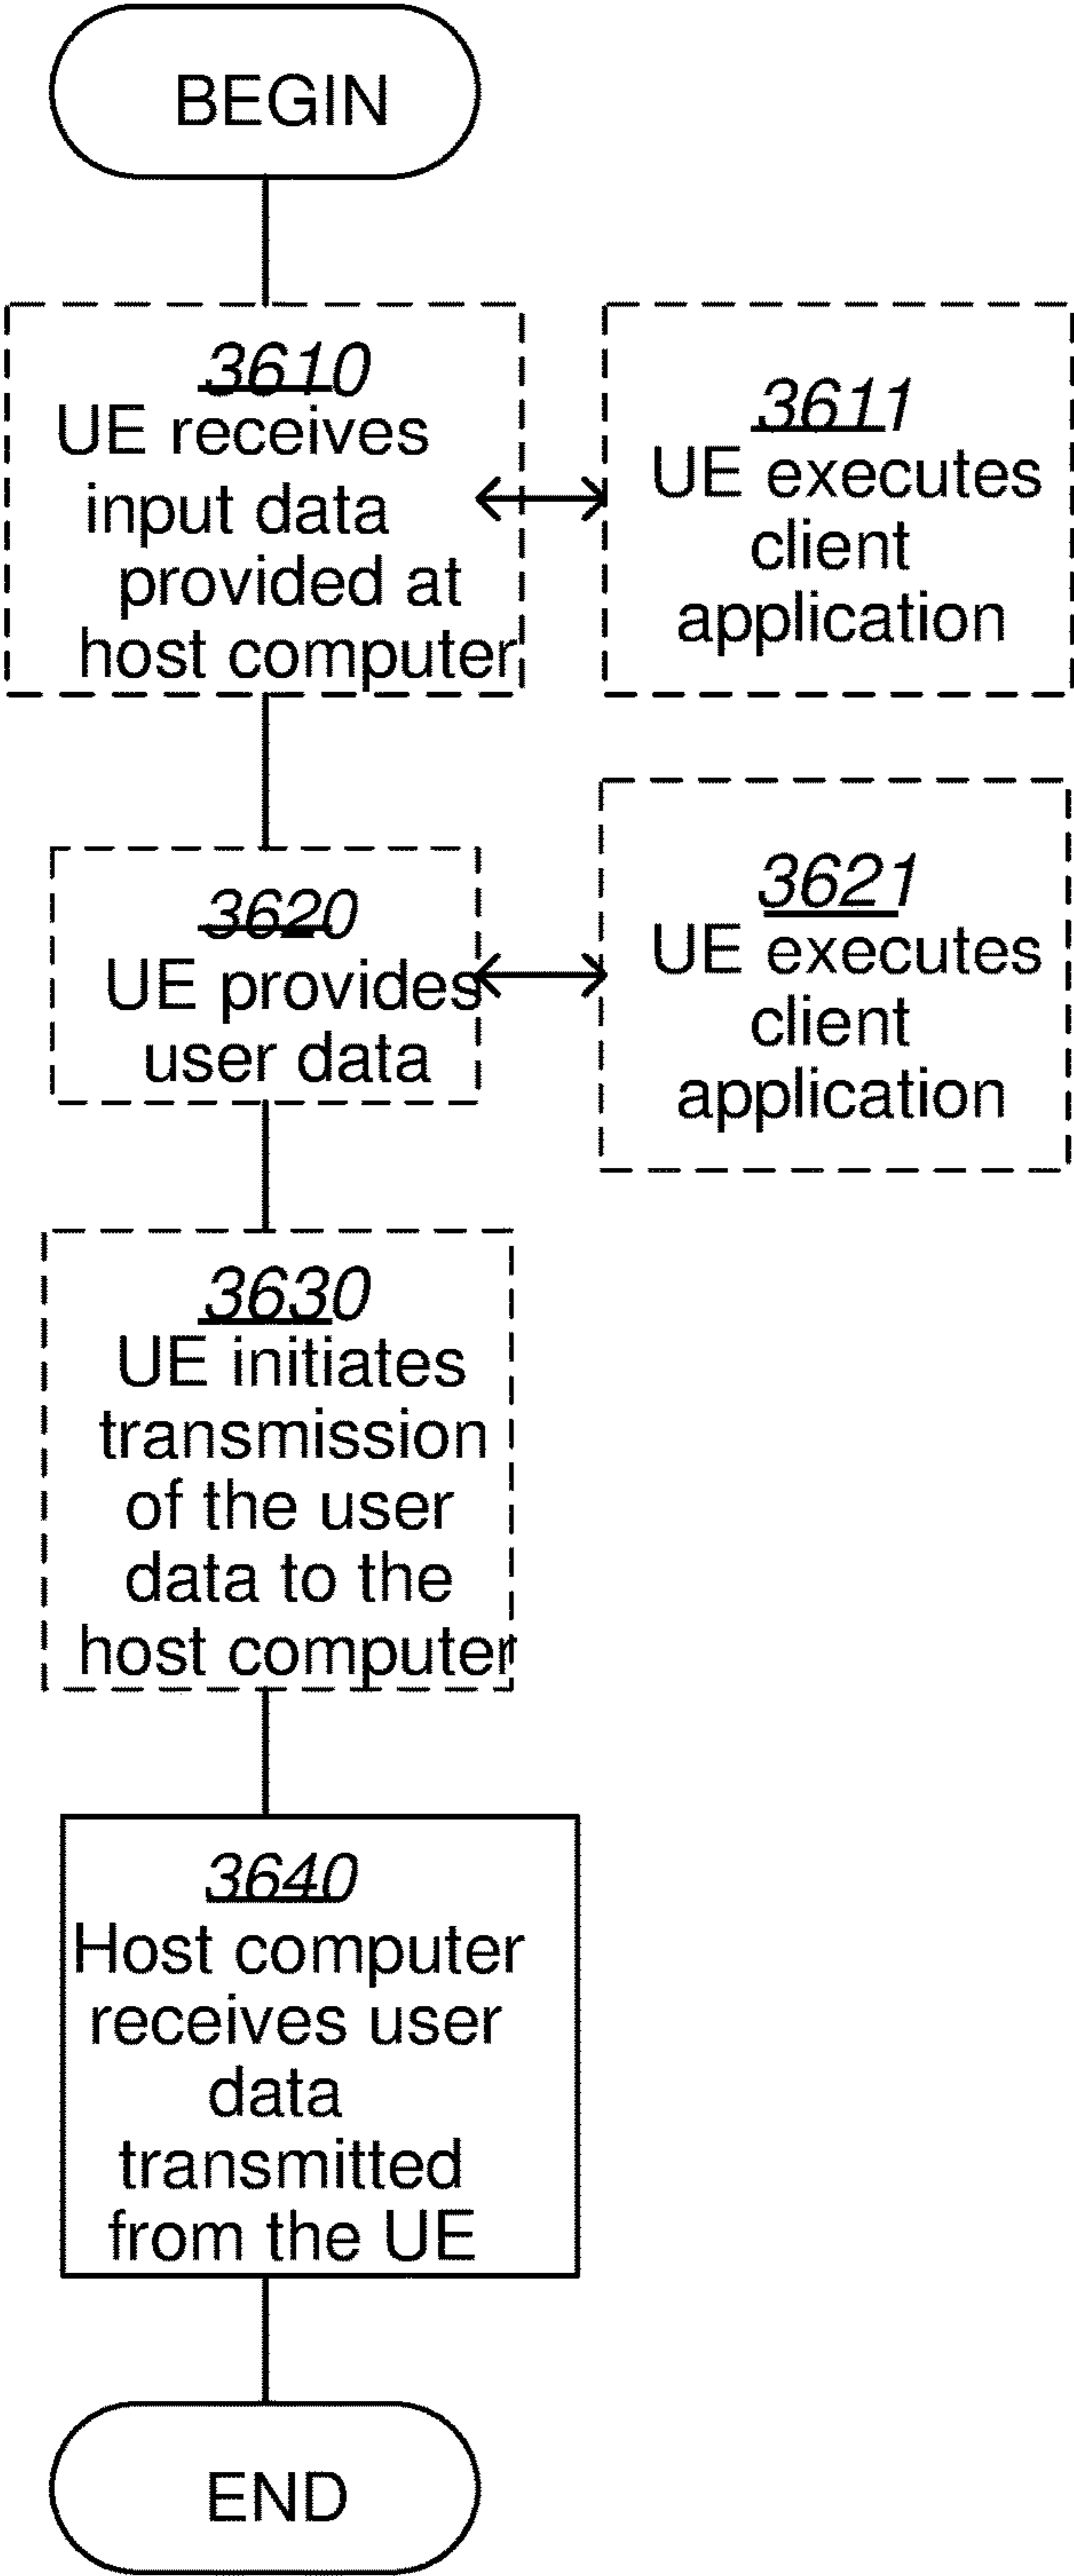 BEGIN
3610
UE receives
input data
provided at
host computer
3611
UE executes
client
application
3620
UE provides
user data
3621
UE executes
client
application
3630
UE initiates
transmission
of the user
data to the
host computer
3640
Host computer
receives user
data
transmitted
from the UE
END